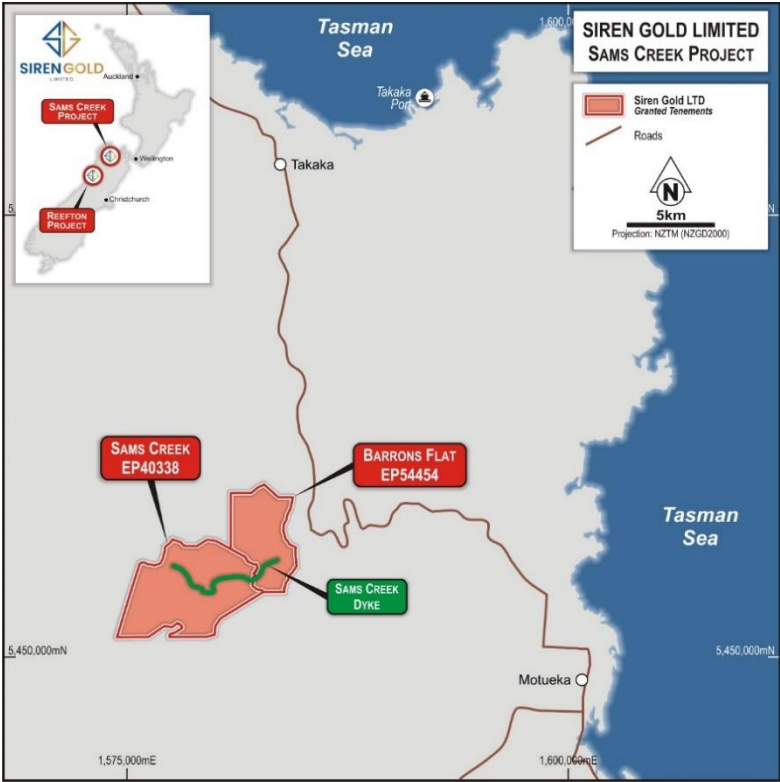 SIREN GOLD LIMITED
SAMS CREEK PROJECT
Siren Gold LTD
Granted Tenements
Roads
N
5km
Projection: NZTM (NZGD2000)
SIRENGOLD
LIMITED
Auckland
SAMS CREEK
PROJECT
Wellington
Christchurch
REEFTON
PROJECT
Tasman
Sea
1,600,000mE
Takaka
Port
Takaka
SAMS CREEK
EP40338
BARRONS FLAT
EP54454
SAMS CREEK
DYKE
Tasman
Sea
5,450,000mN
5,450,000mN
Motueka
1,575,000mE
1,600,000mE